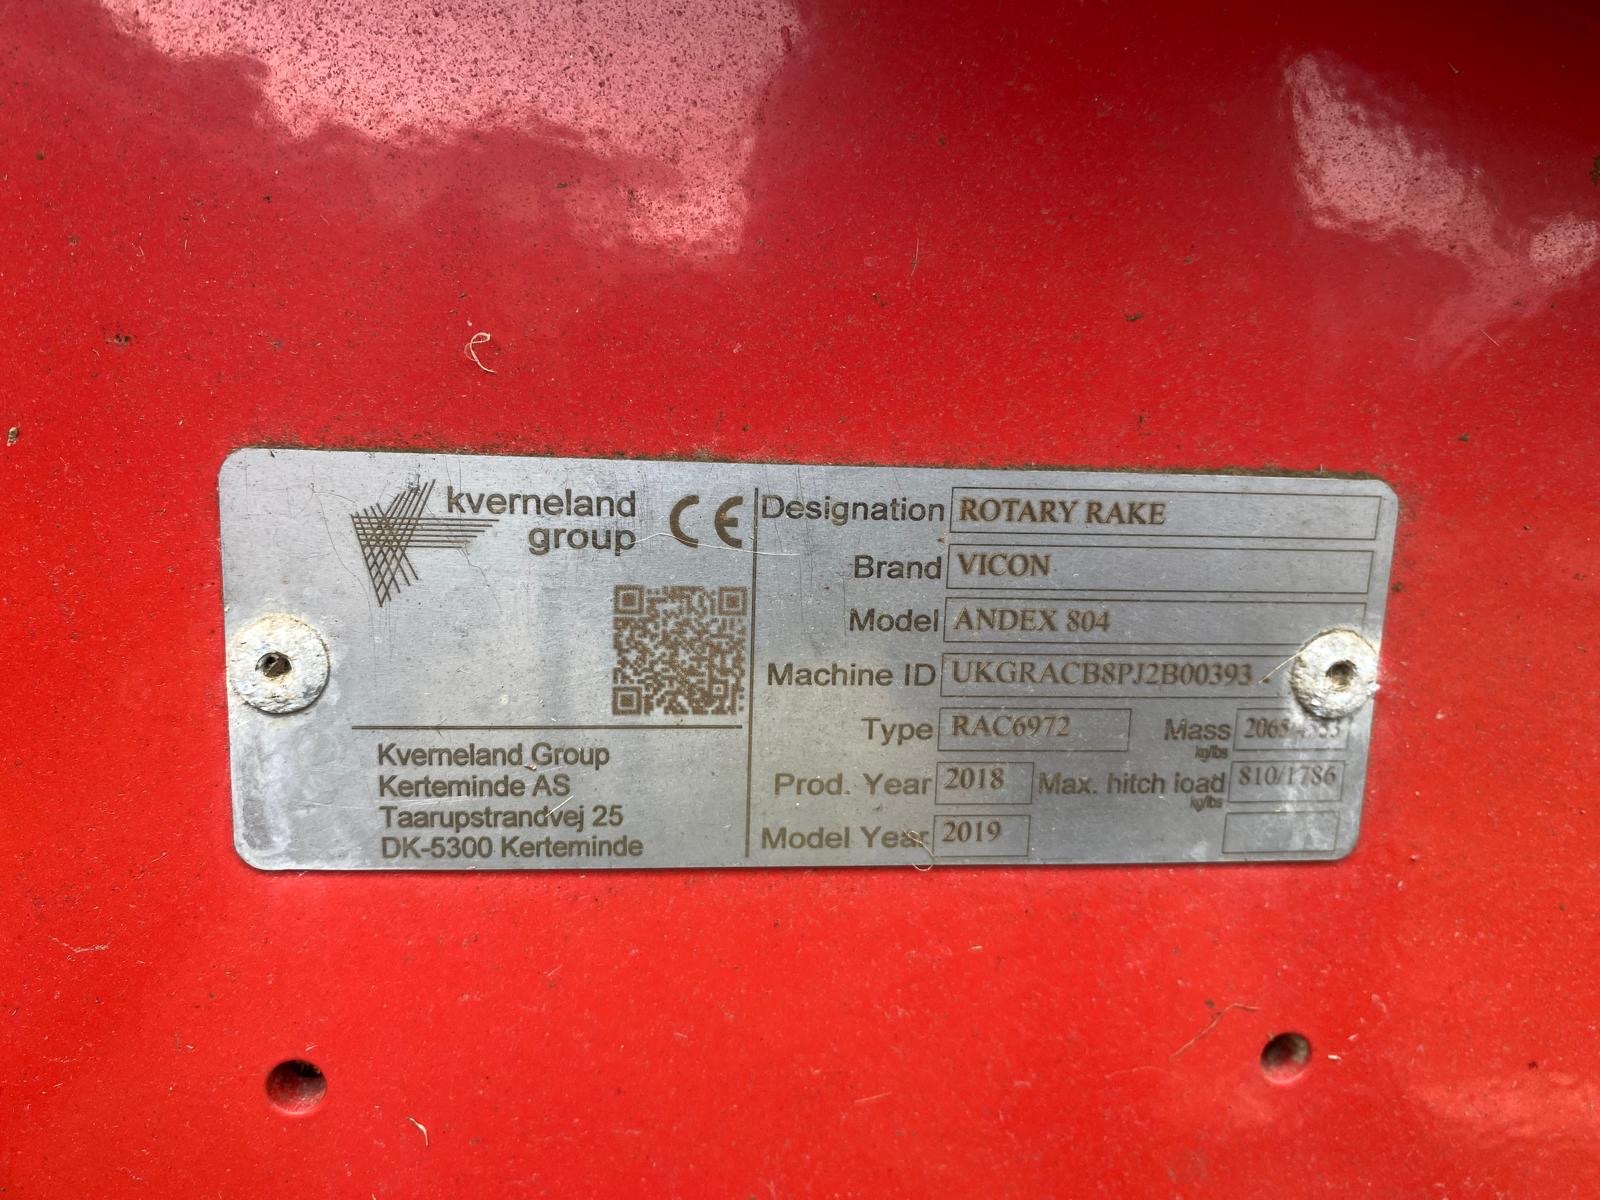 kverneland
group
CE
Kverneland Group
Kerteminde AS
Taarupstrandvej 25
DK-5300 Kerteminde
Designation ROTARY RAKE
Brand VICON
Model ANDEX 804
Machine ID UKGRACB8PJ2B00393
Type RAC6972 Mass
kg/lbs
Prod. Year 2018 Max. hitch load 810/1786
kg/lbs
Model Year 2019